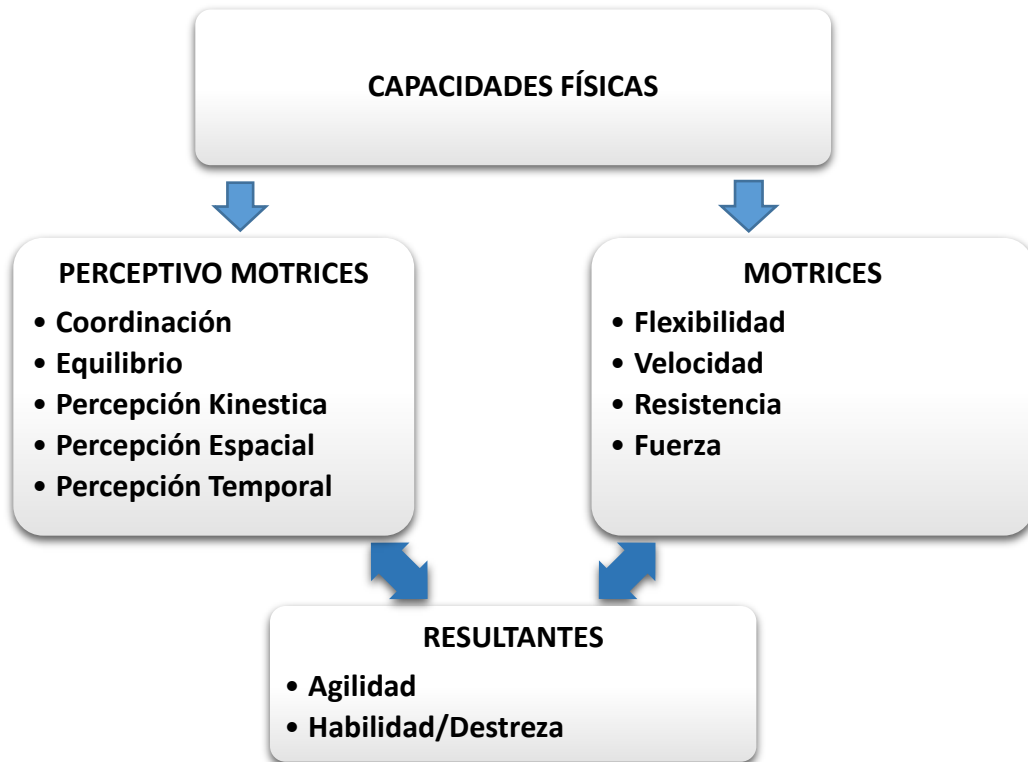 CAPACIDADES FÍSICAS
PERCEPTIVO MOTRICES
• Coordinación
• Equilibrio
• Percepción Kinestica
• Percepción Espacial
• Percepción Temporal
MOTRICES
• Flexibilidad
• Velocidad
• Resistencia
• Fuerza
RESULTANTES
• Agilidad
• Habilidad/Destreza